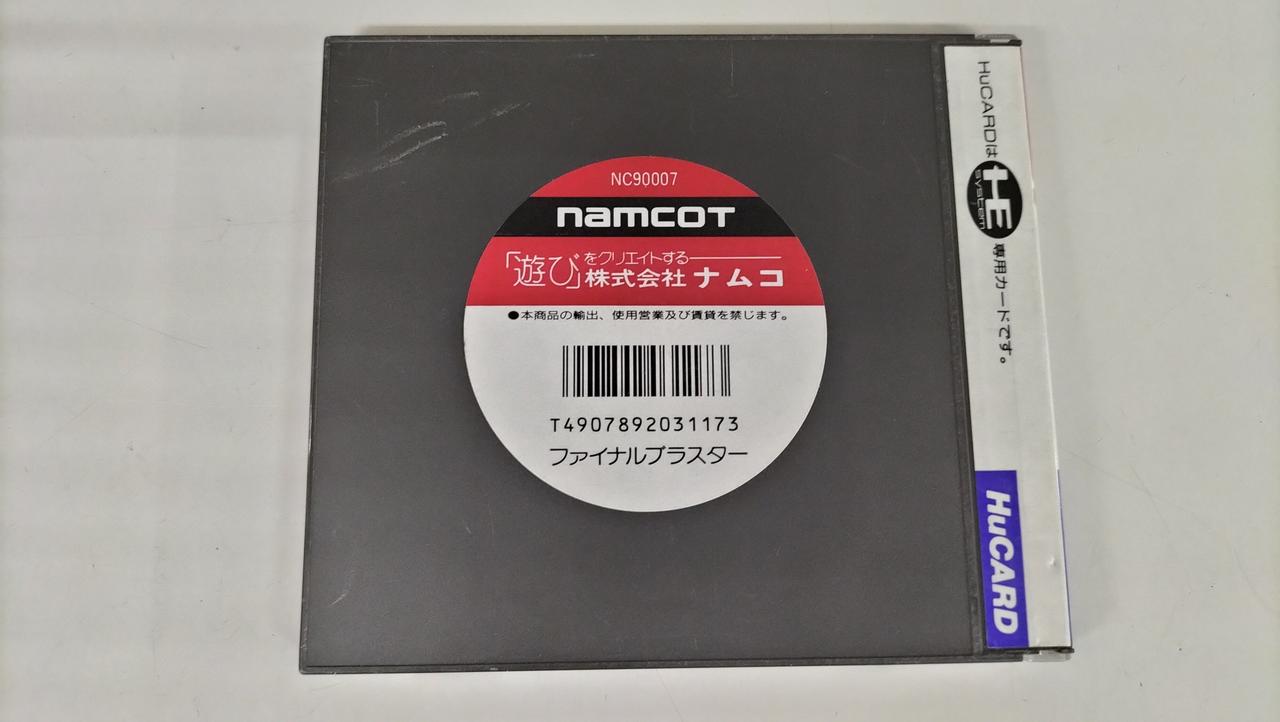 NC90007
namcot
「遊び」をクリエイトする
株式会社ナムコ
●本商品の輸出、使用営業及び賃貸を禁じます。
T4907892031173
ファイナルブラスター
HuCARDは HE SYSTEM 専用カードです。
HuCARD